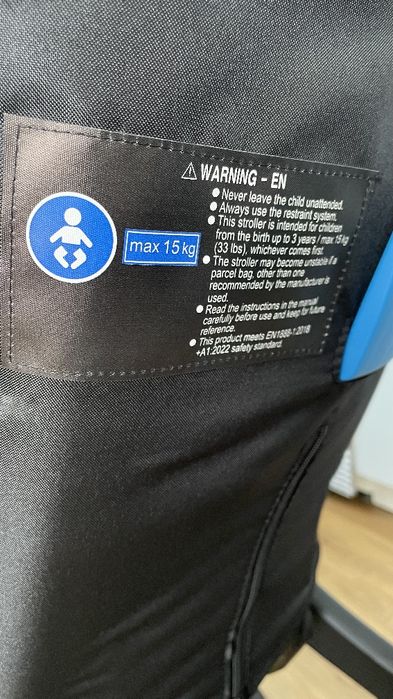 ⚠ WARNING - EN
● Never leave the child unattended.
● Always use the restraint system.
● This stroller is intended for children
from the birth up to 3 years / max 15 kg
(33 lbs), whichever comes first.
● The stroller may become unstable if a
parcel bag, other than one
recommended by the manufacturer is
used.
● Read the instructions in the manual
carefully before use and keep for future
reference.
● This product meets EN1888-1:2018
+A1:2022 safety standard.
max 15 kg